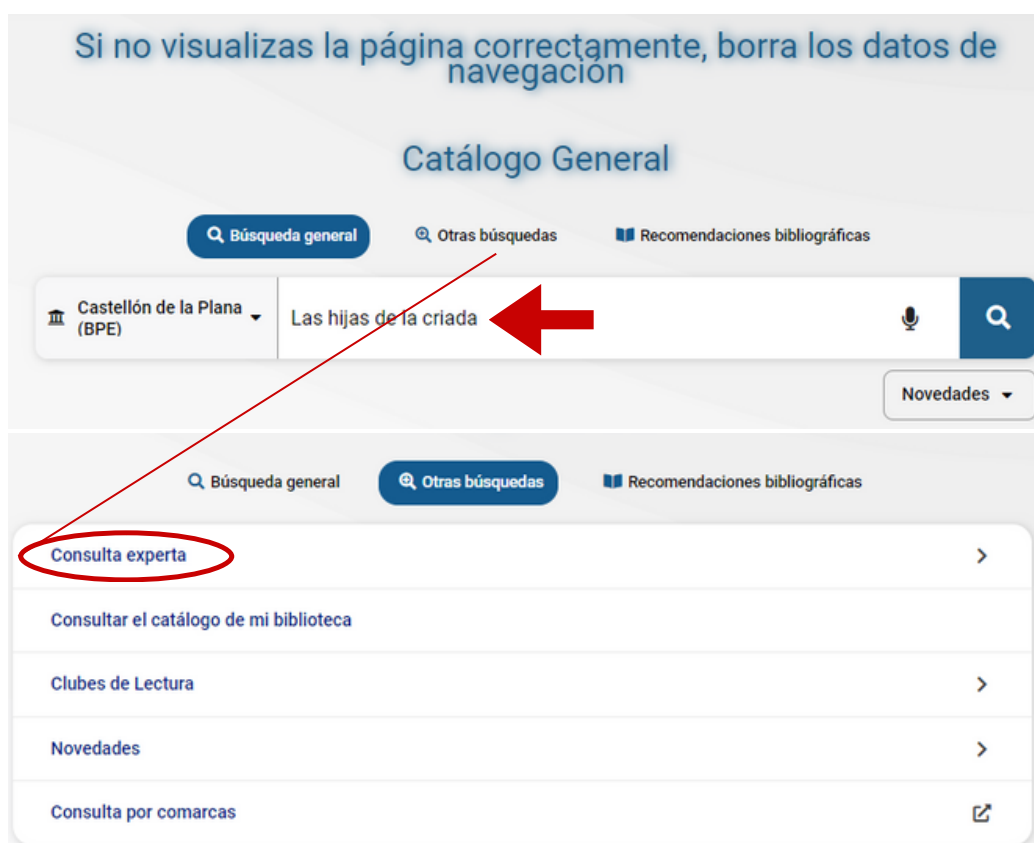 Si no visualizas la página correctamente, borra los datos de
navegación
Catálogo General
Búsqueda general
Otras búsquedas
Recomendaciones bibliográficas
Castellón de la Plana
(BPE)
Las hijas de la criada
Novedades
Búsqueda general
Otras búsquedas
Recomendaciones bibliográficas
Consulta experta
Consultar el catálogo de mi biblioteca
Clubes de Lectura
Novedades
Consulta por comarcas